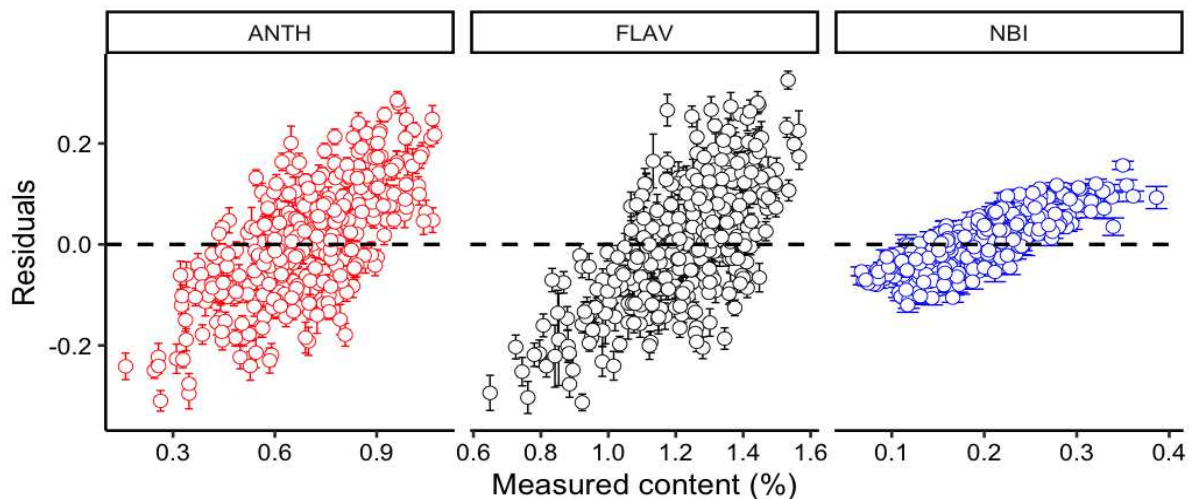 ANTH FLAV NBI
Residuals
0.2
0.0
-0.2
0.3 0.6 0.9 0.6 0.8 1.0 1.2 1.4 1.6 0.1 0.2 0.3 0.4
Measured content (%)